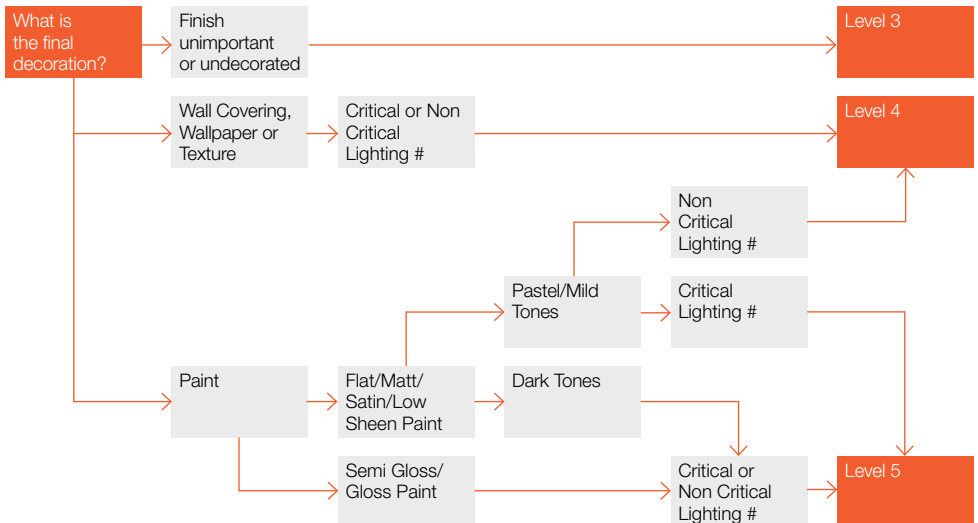 What is
the final
decoration?
Finish
unimportant
or undecorated
Level 3
Wall Covering,
Wallpaper or
Texture
Critical or Non
Critical
Lighting #
Level 4
Non
Critical
Lighting #
Pastel/Mild
Tones
Critical
Lighting #
Paint
Flat/Matt/
Satin/Low
Sheen Paint
Dark Tones
Semi Gloss/
Gloss Paint
Critical or
Non Critical
Lighting #
Level 5